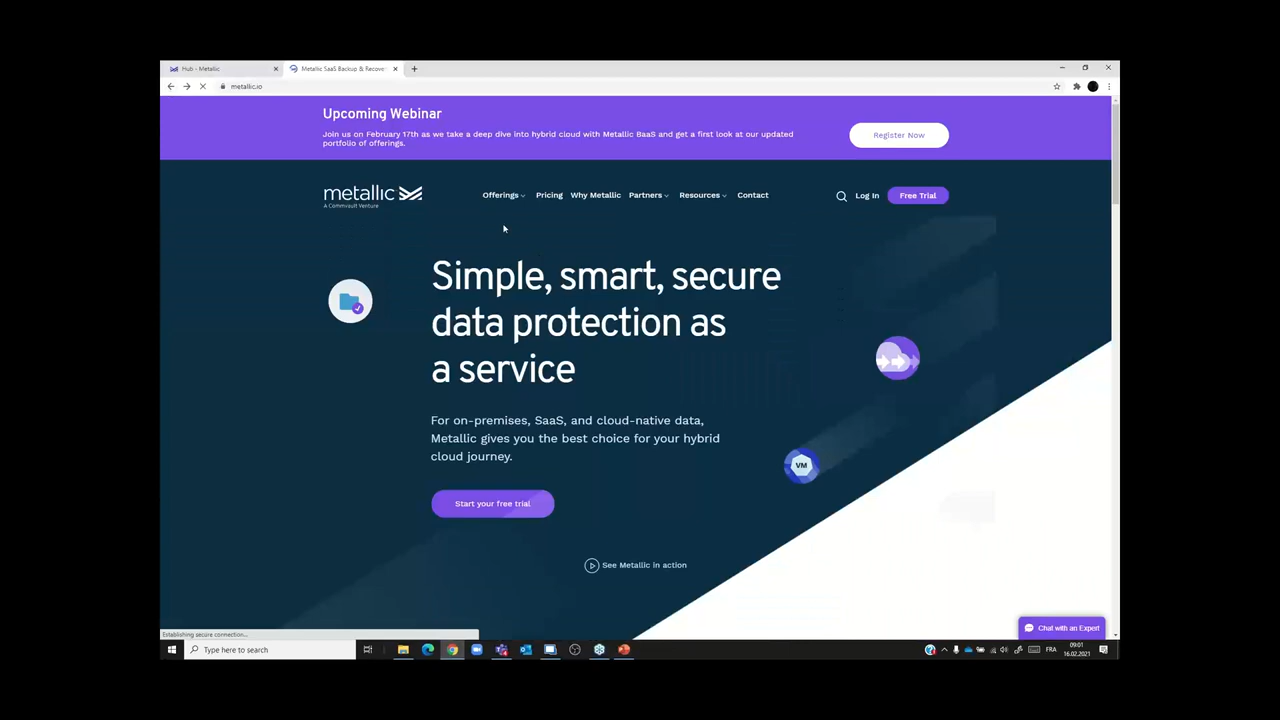 Hub - Metallic
Metallic SaaS Backup & Recove
metallic.io
Upcoming Webinar
Join us on February 17th as we take a deep dive into hybrid cloud with Metallic BaaS and get a first look at our updated
portfolio of offerings.
Register Now
metallic
A Commvault Venture
Offerings Pricing Why Metallic Partners Resources Contact
Log In Free Trial
Simple, smart, secure
data protection as
a service
VM
For on-premises, SaaS, and cloud-native data,
Metallic gives you the best choice for your hybrid
cloud journey.
Start your free trial
See Metallic in action
Chat with an Expert
Establishing secure connection...
Type here to search
FRA
09:01
16.02.2021